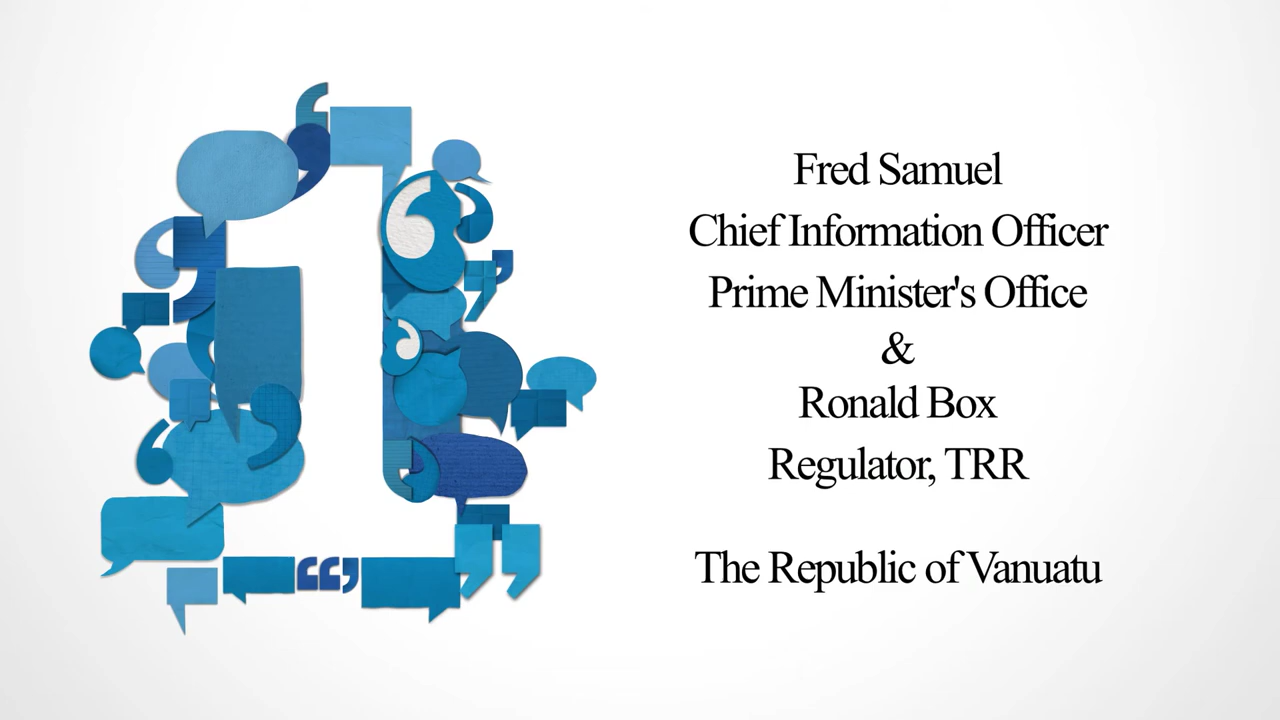 Fred Samuel
Chief Information Officer
Prime Minister's Office
&
Ronald Box
Regulator, TRR
The Republic of Vanuatu